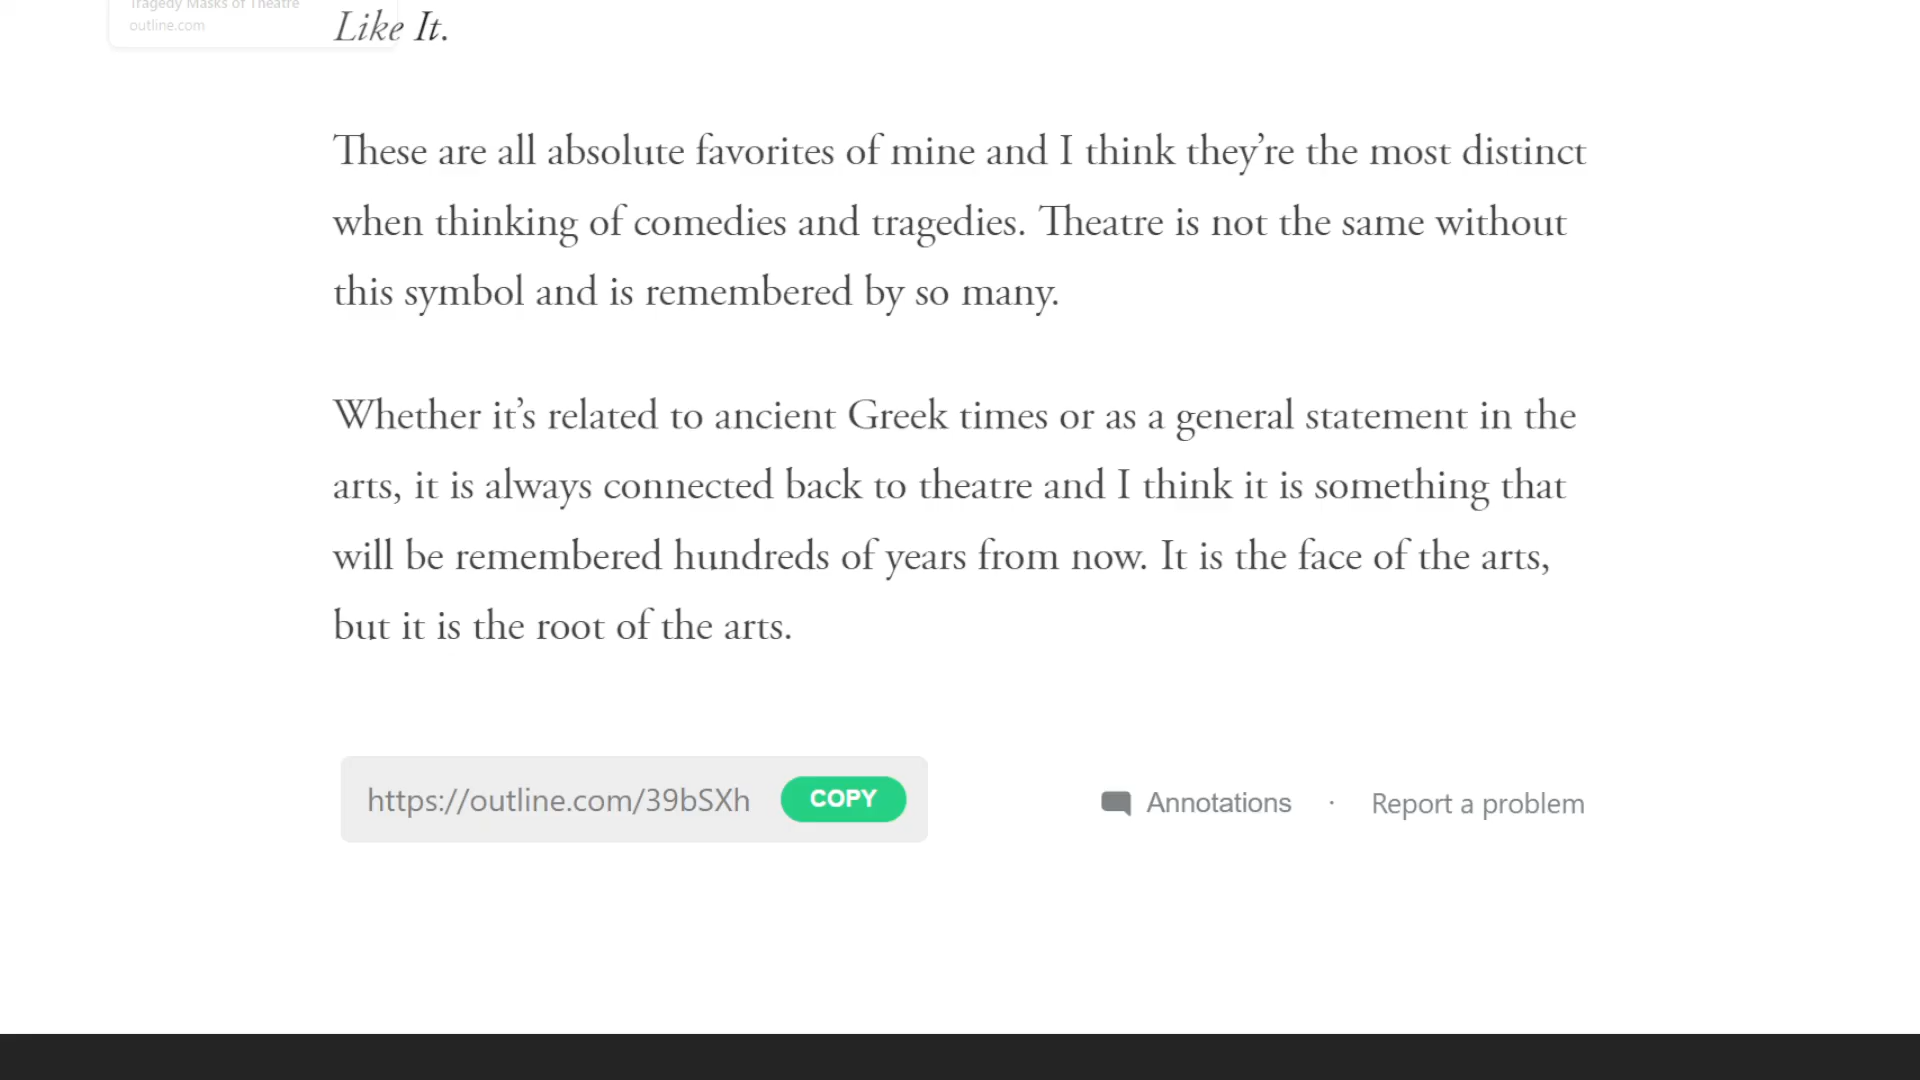 Tragedy Masks of Theatre
outline.com
Like It.
These are all absolute favorites of mine and I think they’re the most distinct
when thinking of comedies and tragedies. Theatre is not the same without
this symbol and is remembered by so many.
Whether it’s related to ancient Greek times or as a general statement in the
arts, it is always connected back to theatre and I think it is something that
will be remembered hundreds of years from now. It is the face of the arts,
but it is the root of the arts.
https://outline.com/39bSXh COPY
Annotations · Report a problem